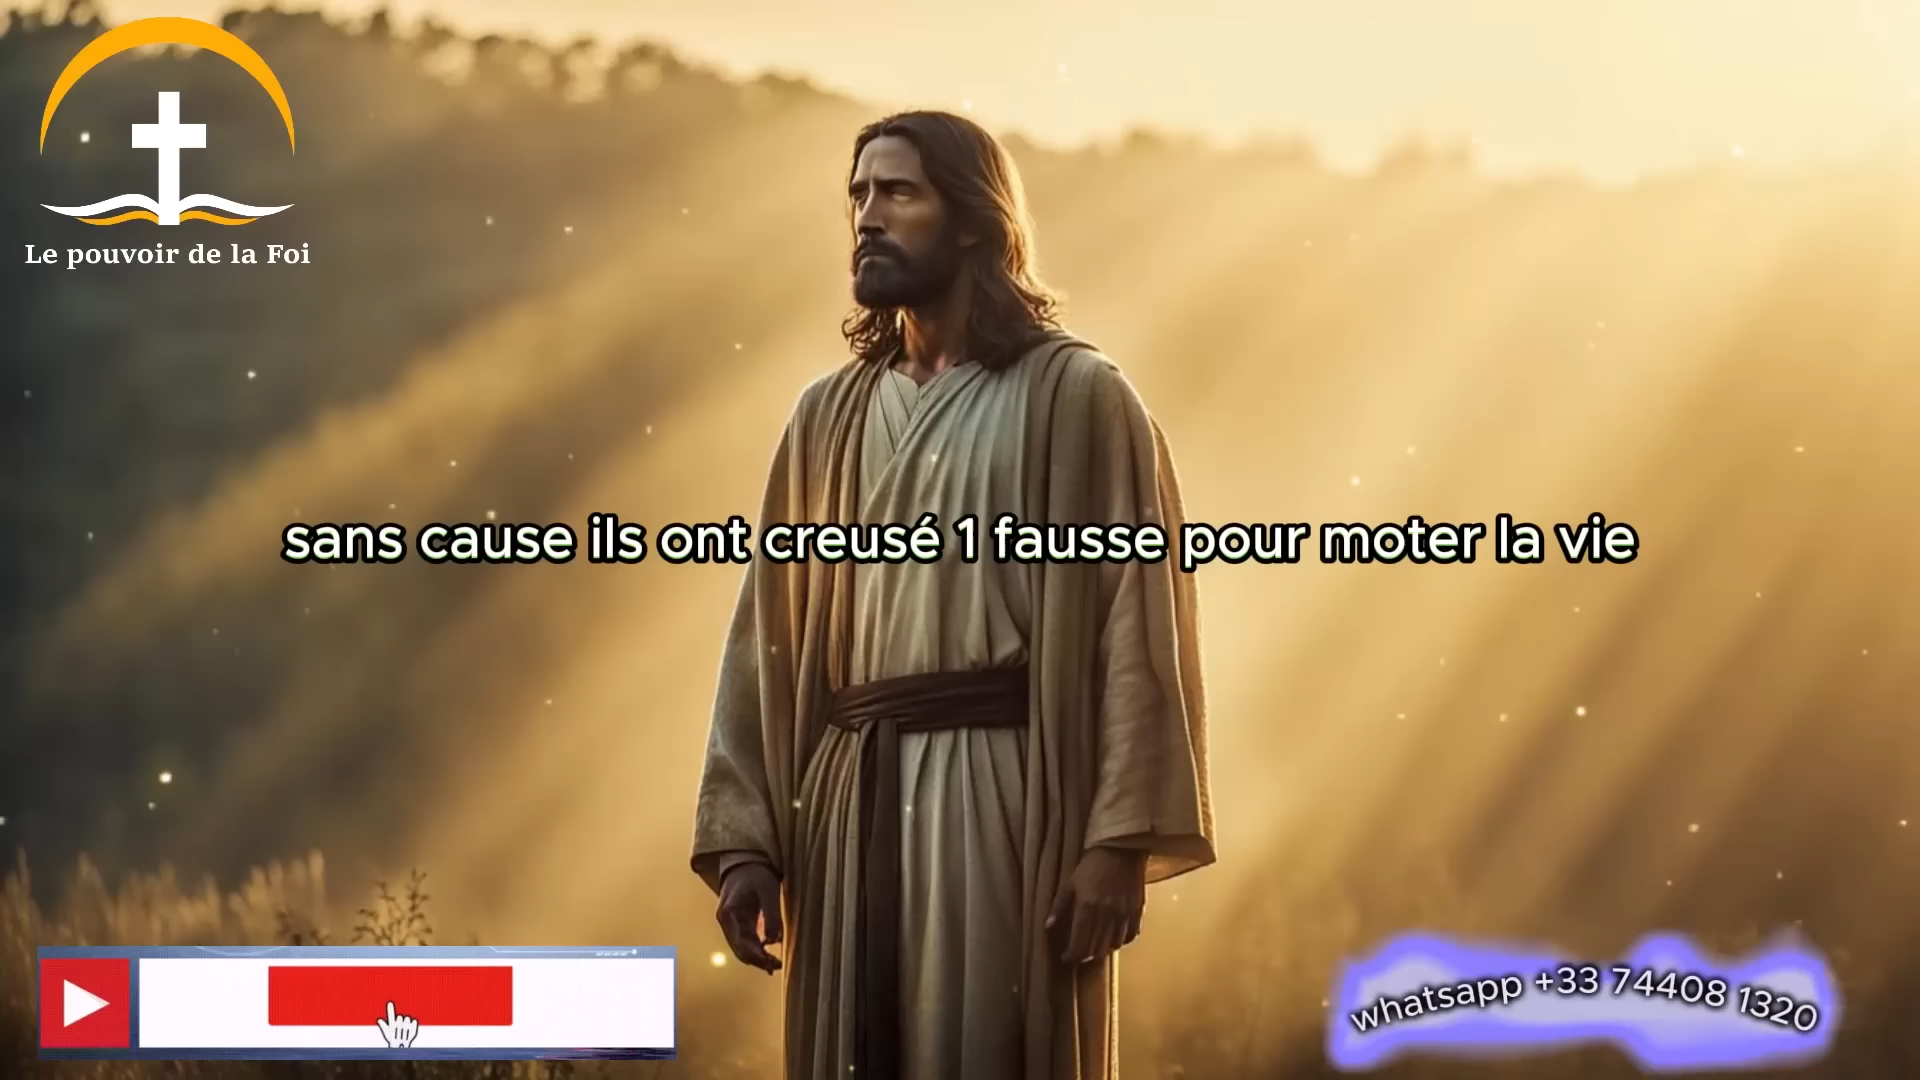 Le pouvoir de la Foi
sans cause ils ont creusé 1 fausse pour moter la vie
whatsapp +33 74408 1320